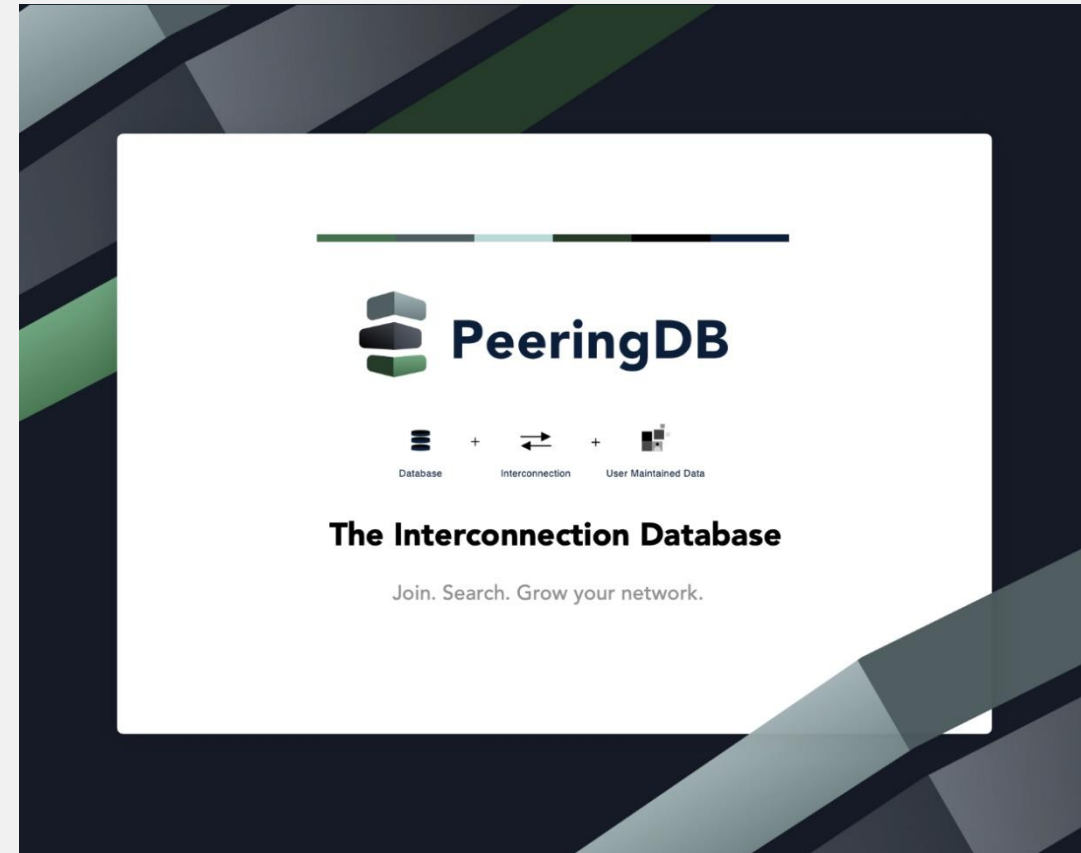 PeeringDB
+ +
Database Interconnection User Maintained Data
The Interconnection Database
Join. Search. Grow your network.